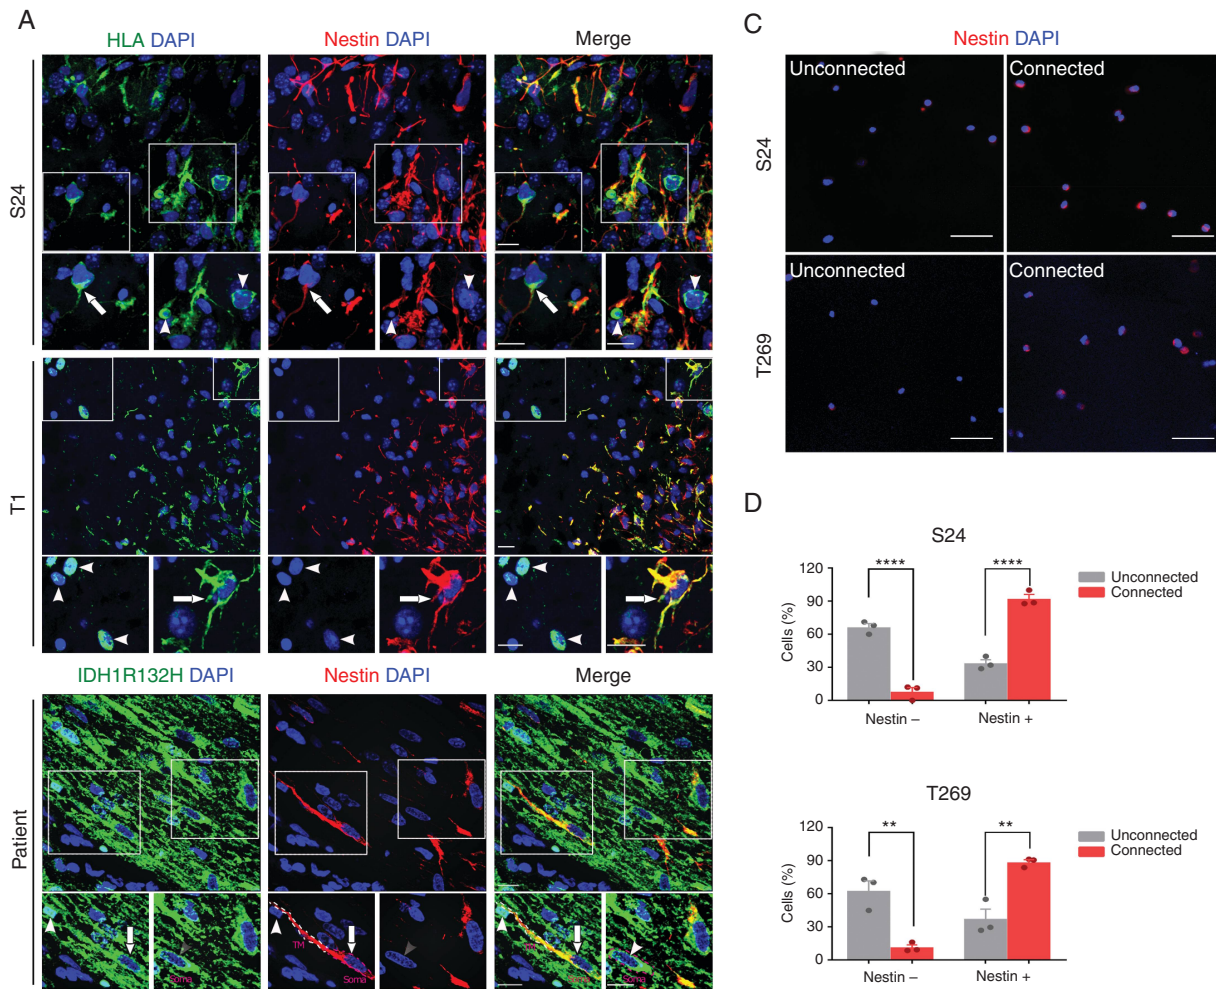 A
HLA DAPI
Nestin DAPI
Merge
S24
T1
IDH1R132H DAPI
Nestin DAPI
Merge
Patient
Soma
TM
Soma
Soma
C
Nestin DAPI
Unconnected
Connected
S24
Unconnected
Connected
T269
D
S24
Cells (%)
120
90
60
30
0
****
****
Nestin –
Nestin +
Unconnected
Connected
T269
Cells (%)
120
90
60
30
0
**
**
Nestin –
Nestin +
Unconnected
Connected